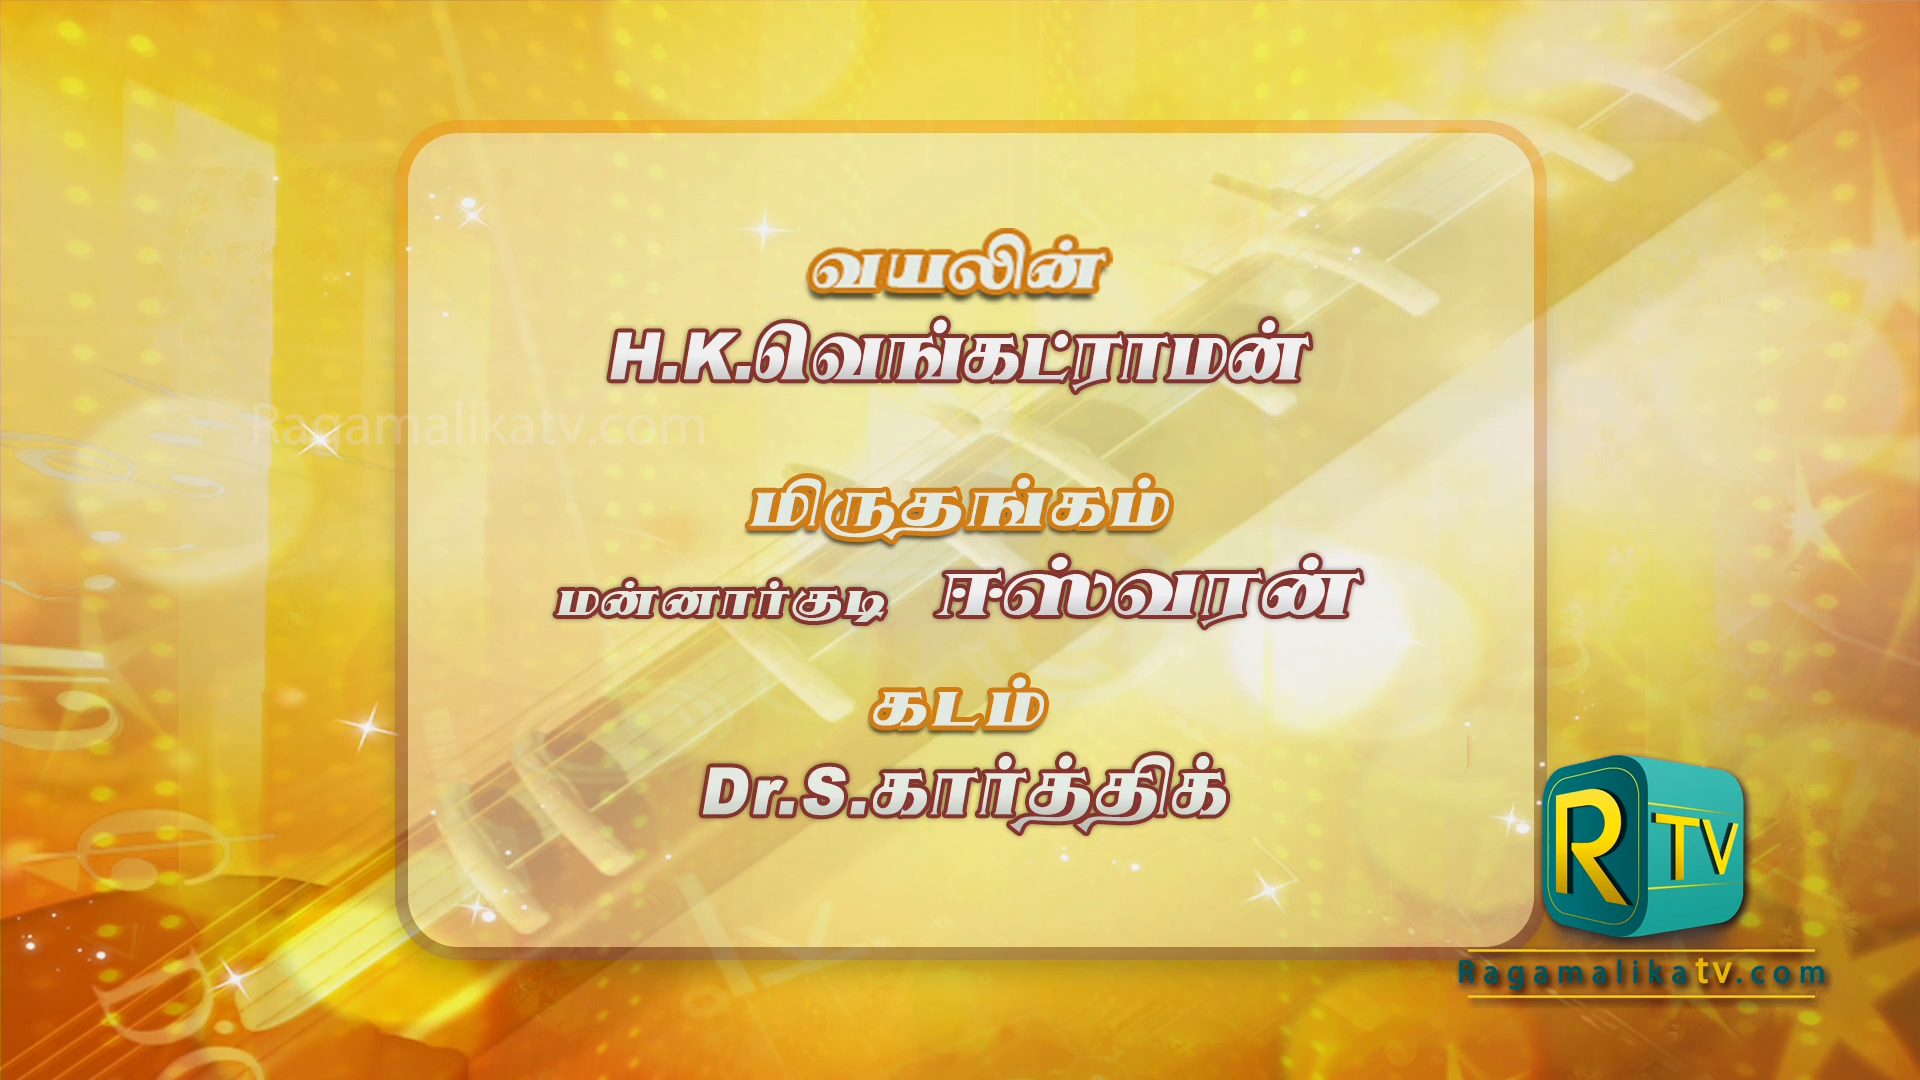 வயலின்
H.K.வெங்கட்ராமன்
Ragamalikatv.com
மிருதங்கம்
மன்னார்குடி ஈஸ்வரன்
கடம்
Dr.S.கார்த்திக்
R TV
Ragamalikatv.com